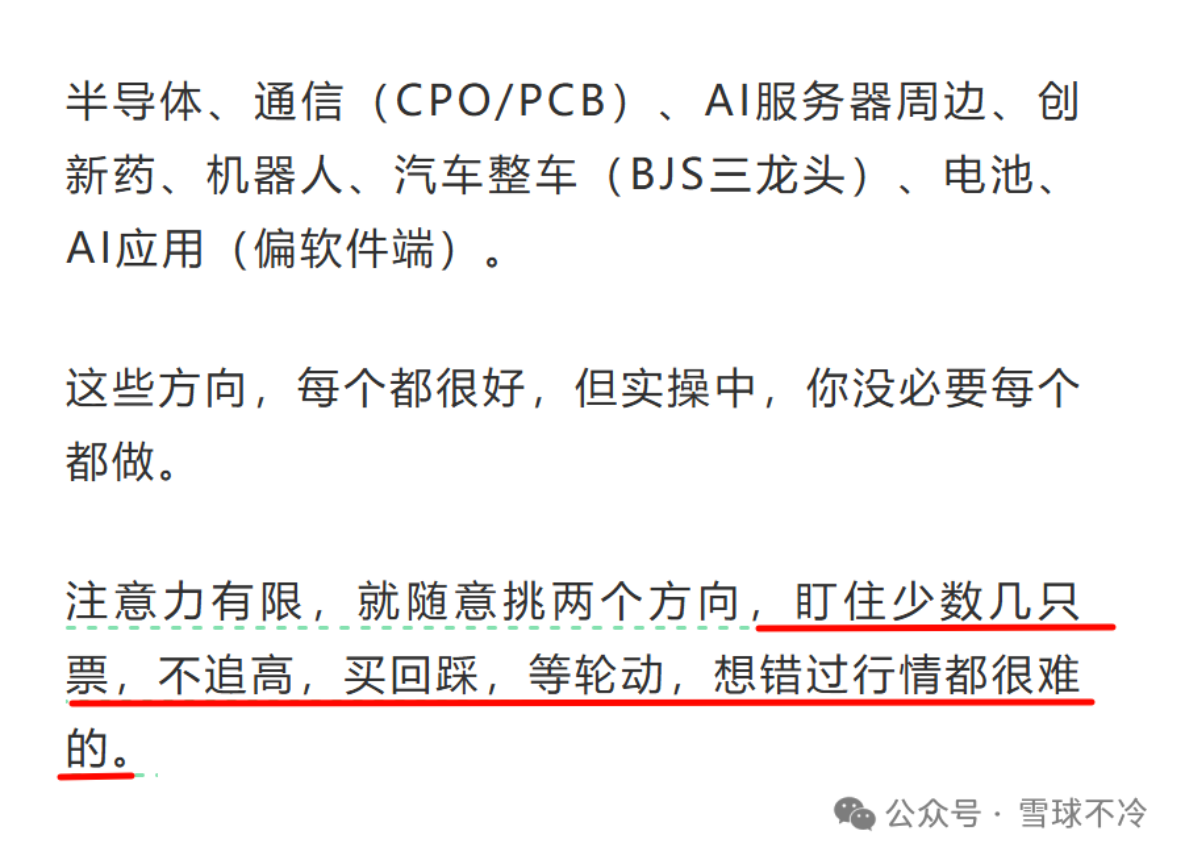 半导体、通信（CPO/PCB）、AI服务器周边、创
新药、机器人、汽车整车（BJS三龙头）、电池、
AI应用（偏软件端）。
这些方向，每个都很好，但实操中，你没必要每个
都做。
注意力有限，就随意挑两个方向，盯住少数几只
票，不追高，买回踩，等轮动，想错过行情都很难
的。
公众号 · 雪球不冷